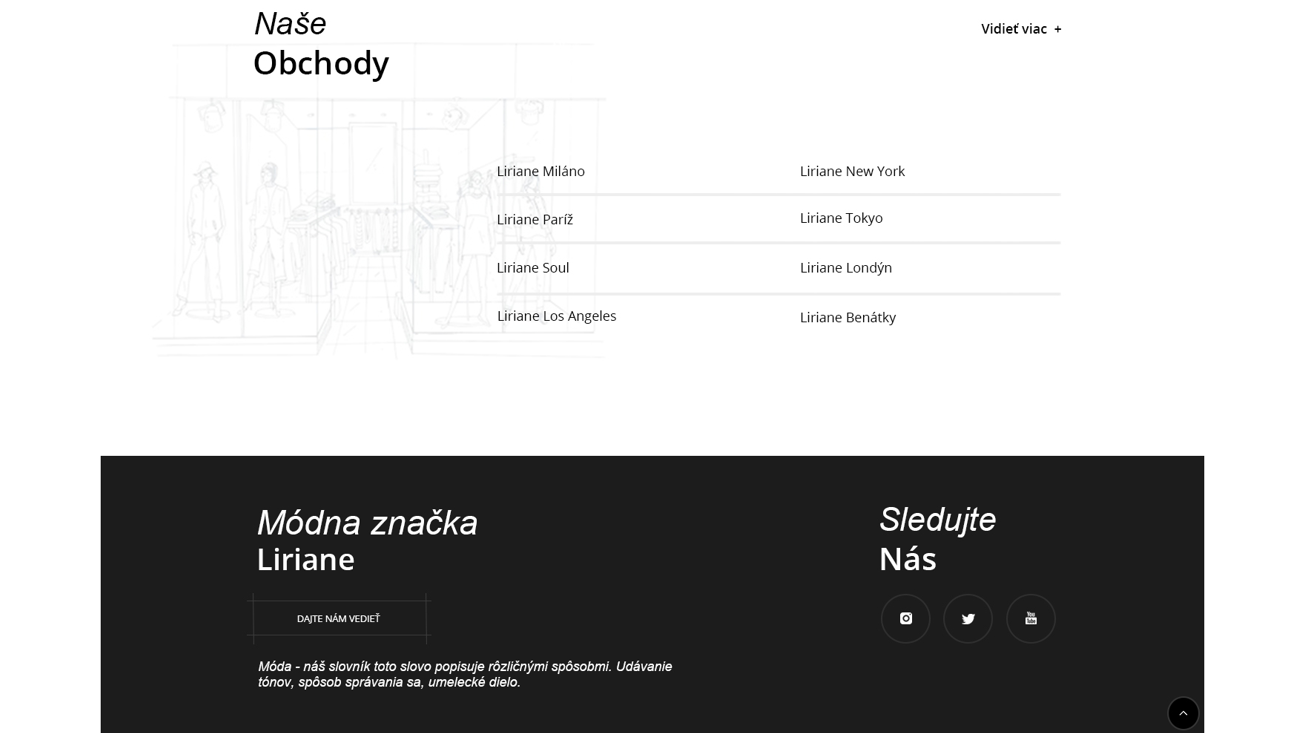 Naše
Obchody
Vidieť viac +
Liriane Miláno
Liriane New York
Liriane Paríž
Liriane Tokyo
Liriane Soul
Liriane Londýn
Liriane Los Angeles
Liriane Benátky
Módna značka
Liriane
Sledujte
Nás
DAJTE NÁM VEDIEŤ
You
Tube
Móda - náš slovník toto slovo popisuje rôzličnými spôsobmi. Udávanie
tónov, spôsob správania sa, umelecké dielo.